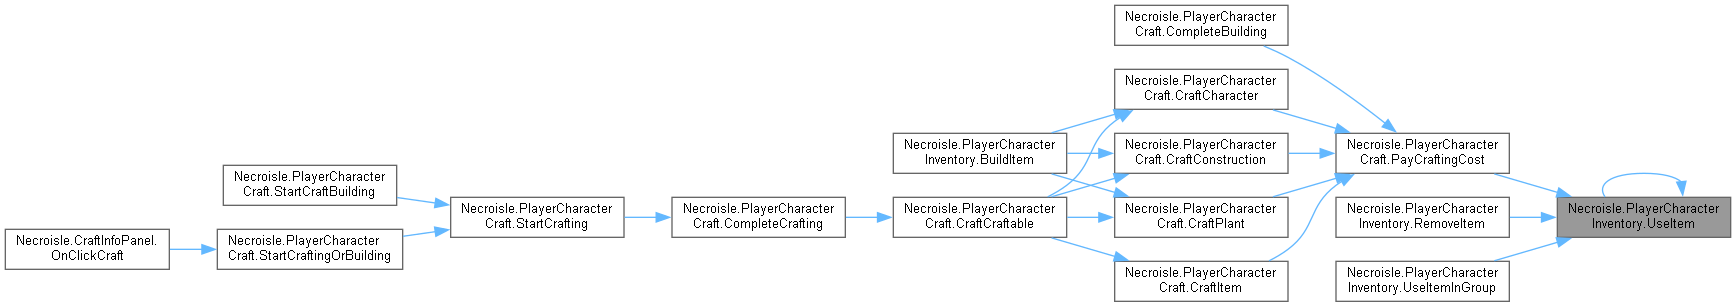 Necroisle.PlayerCharacter
Craft.CompleteBuilding
Necroisle.PlayerCharacter
Craft.CraftCharacter
Necroisle.PlayerCharacter
Inventory.BuildItem
Necroisle.PlayerCharacter
Craft.CraftConstruction
Necroisle.PlayerCharacter
Craft.PayCraftingCost
Necroisle.PlayerCharacter
Craft.StartCraftBuilding
Necroisle.PlayerCharacter
Craft.StartCrafting
Necroisle.PlayerCharacter
Craft.CompleteCrafting
Necroisle.PlayerCharacter
Craft.CraftCraftable
Necroisle.PlayerCharacter
Craft.CraftPlant
Necroisle.PlayerCharacter
Inventory.RemoveItem
Necroisle.PlayerCharacter
Inventory.UseItem
Necroisle.CraftInfoPanel.
OnClickCraft
Necroisle.PlayerCharacter
Craft.StartCraftingOrBuilding
Necroisle.PlayerCharacter
Craft.CraftItem
Necroisle.PlayerCharacter
Inventory.UseItemInGroup